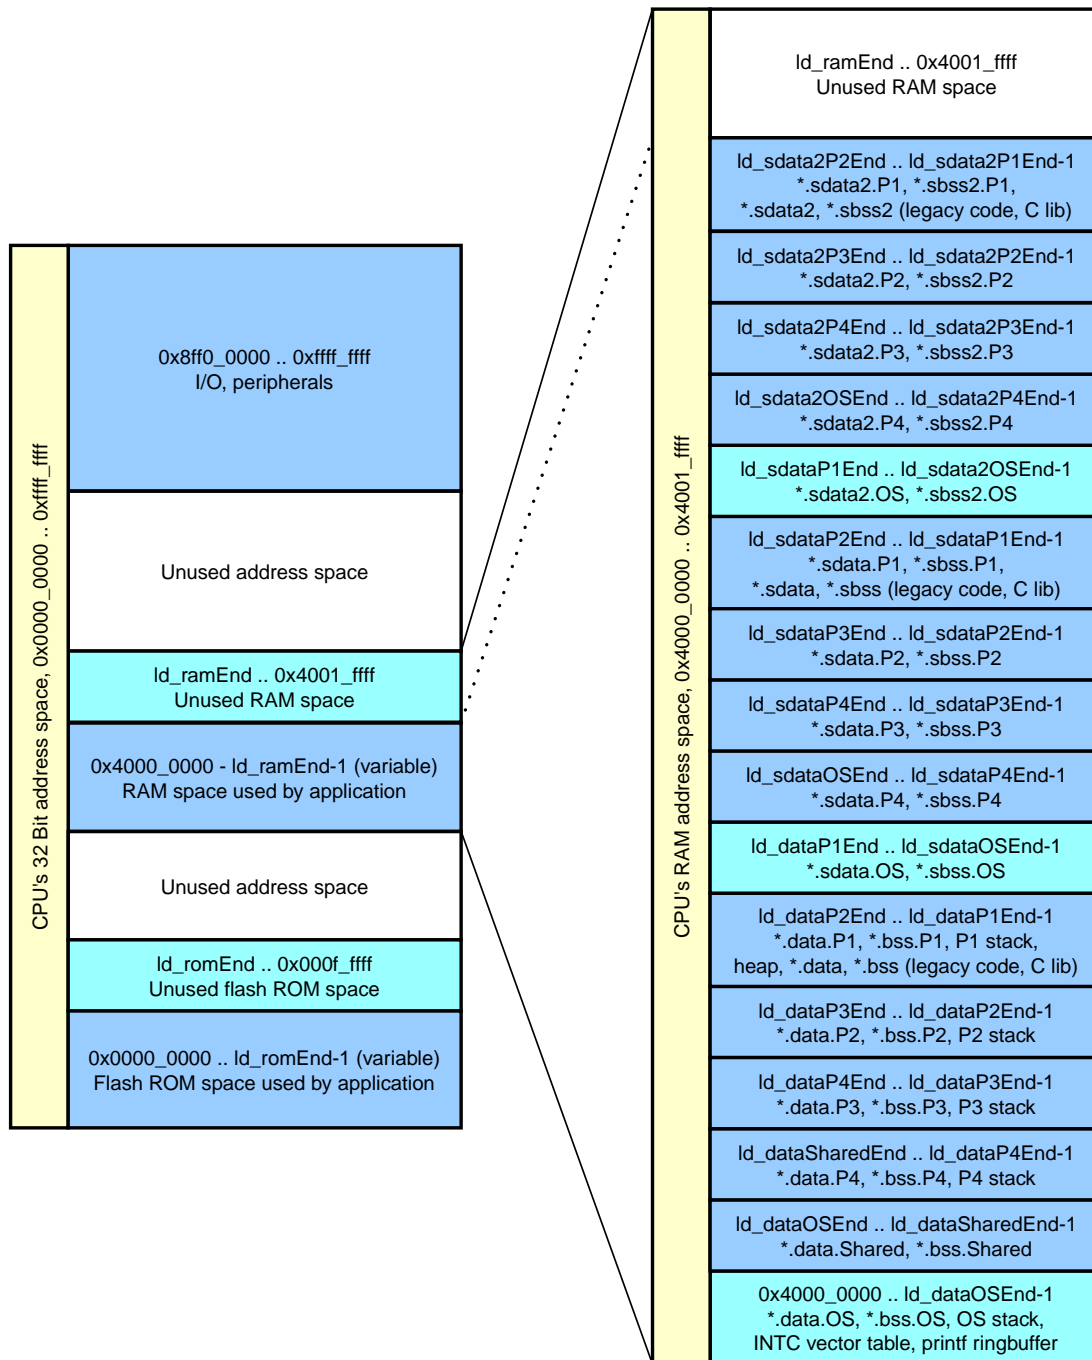 CPU's 32 Bit address space, 0x0000_0000 .. 0xffff_ffff
0x8ff0_0000 .. 0xffff_ffff
I/O, peripherals
Unused address space
ld_ramEnd .. 0x4001_ffff
Unused RAM space
0x4000_0000 - ld_ramEnd-1 (variable)
RAM space used by application
Unused address space
ld_romEnd .. 0x000f_ffff
Unused flash ROM space
0x0000_0000 .. ld_romEnd-1 (variable)
Flash ROM space used by application
CPU's RAM address space, 0x4000_0000 .. 0x4001_ffff
ld_ramEnd .. 0x4001_ffff
Unused RAM space
ld_sdata2P2End .. ld_sdata2P1End-1
*.sdata2.P1, *.sbss2.P1,
*.sdata2, *.sbss2 (legacy code, C lib)
ld_sdata2P3End .. ld_sdata2P2End-1
*.sdata2.P2, *.sbss2.P2
ld_sdata2P4End .. ld_sdata2P3End-1
*.sdata2.P3, *.sbss2.P3
ld_sdata2OSEnd .. ld_sdata2P4End-1
*.sdata2.P4, *.sbss2.P4
ld_sdataP1End .. ld_sdata2OSEnd-1
*.sdata2.OS, *.sbss2.OS
ld_sdataP2End .. ld_sdataP1End-1
*.sdata.P1, *.sbss.P1,
*.sdata, *.sbss (legacy code, C lib)
ld_sdataP3End .. ld_sdataP2End-1
*.sdata.P2, *.sbss.P2
ld_sdataP4End .. ld_sdataP3End-1
*.sdata.P3, *.sbss.P3
ld_sdataOSEnd .. ld_sdataP4End-1
*.sdata.P4, *.sbss.P4
ld_dataP1End .. ld_sdataOSEnd-1
*.sdata.OS, *.sbss.OS
ld_dataP2End .. ld_dataP1End-1
*.data.P1, *.bss.P1, P1 stack,
heap, *.data, *.bss (legacy code, C lib)
ld_dataP3End .. ld_dataP2End-1
*.data.P2, *.bss.P2, P2 stack
ld_dataP4End .. ld_dataP3End-1
*.data.P3, *.bss.P3, P3 stack
ld_dataSharedEnd .. ld_dataP4End-1
*.data.P4, *.bss.P4, P4 stack
ld_dataOSEnd .. ld_dataSharedEnd-1
*.data.Shared, *.bss.Shared
0x4000_0000 .. ld_dataOSEnd-1
*.data.OS, *.bss.OS, OS stack,
INTC vector table, printf ringbuffer